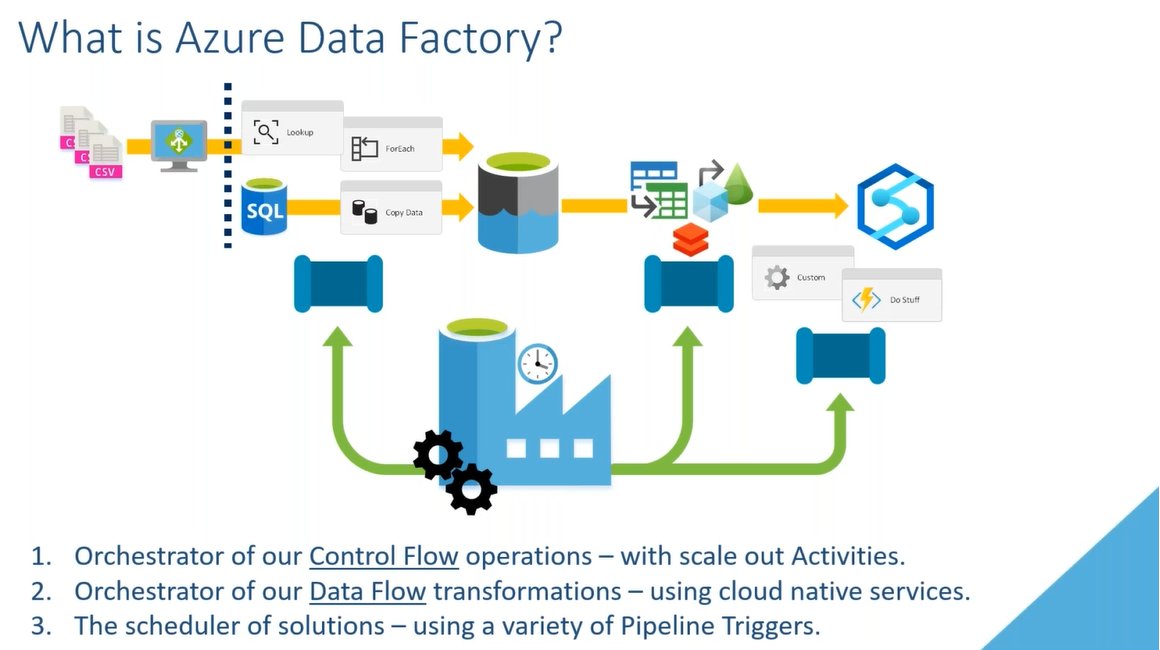 What is Azure Data Factory?
CSV
Lookup
ForEach
SQL
Copy Data
Custom
Do Stuff
1. Orchestrator of our Control Flow operations – with scale out Activities.
2. Orchestrator of our Data Flow transformations – using cloud native services.
3. The scheduler of solutions – using a variety of Pipeline Triggers.